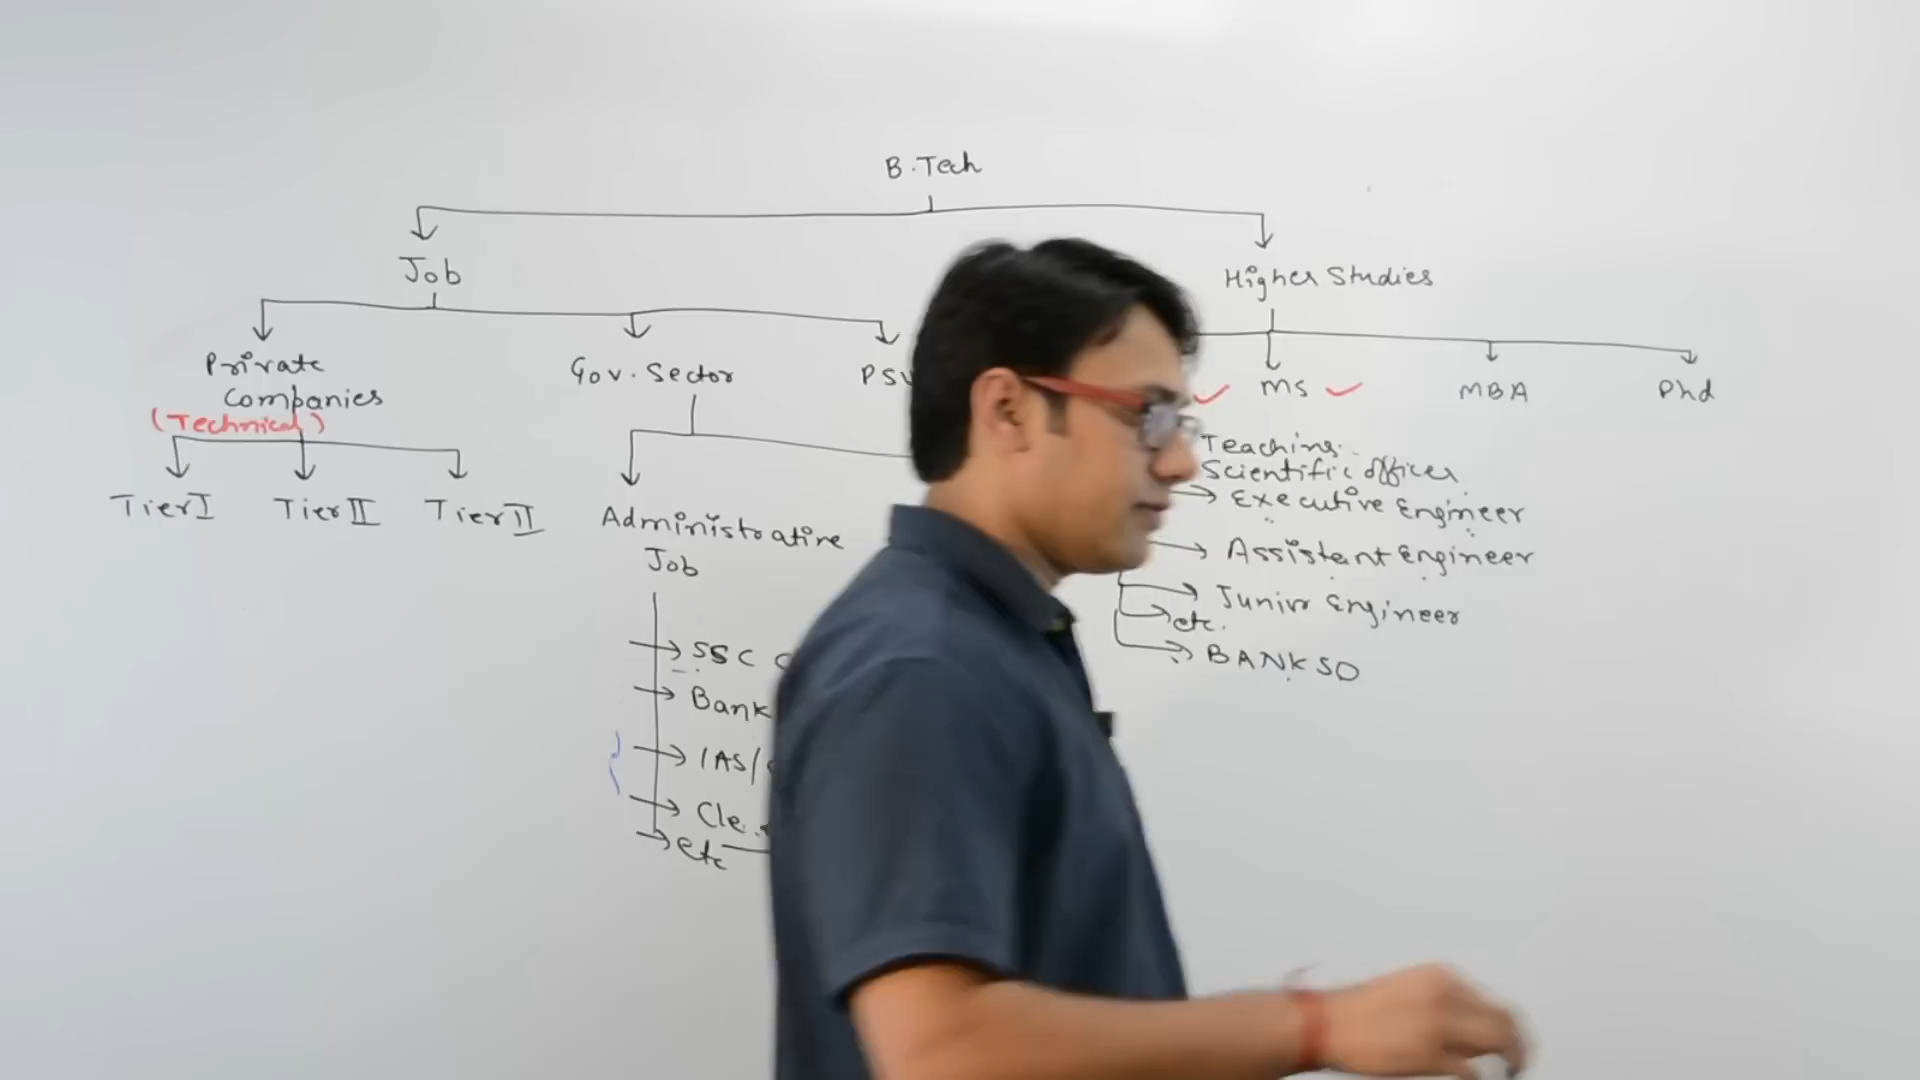 B.Tech
Job
Higher Studies
Private
Companies
(Technical)
Gov. Sector
MS
MBA
Phd
Tier I
Tier II
Tier II
Administrative
Job
SSC
Bank
IAS/
etc
Teaching
Scientific officer
Executive Engineer
Assistant Engineer
Junior Engineer
etc.
BANK SO